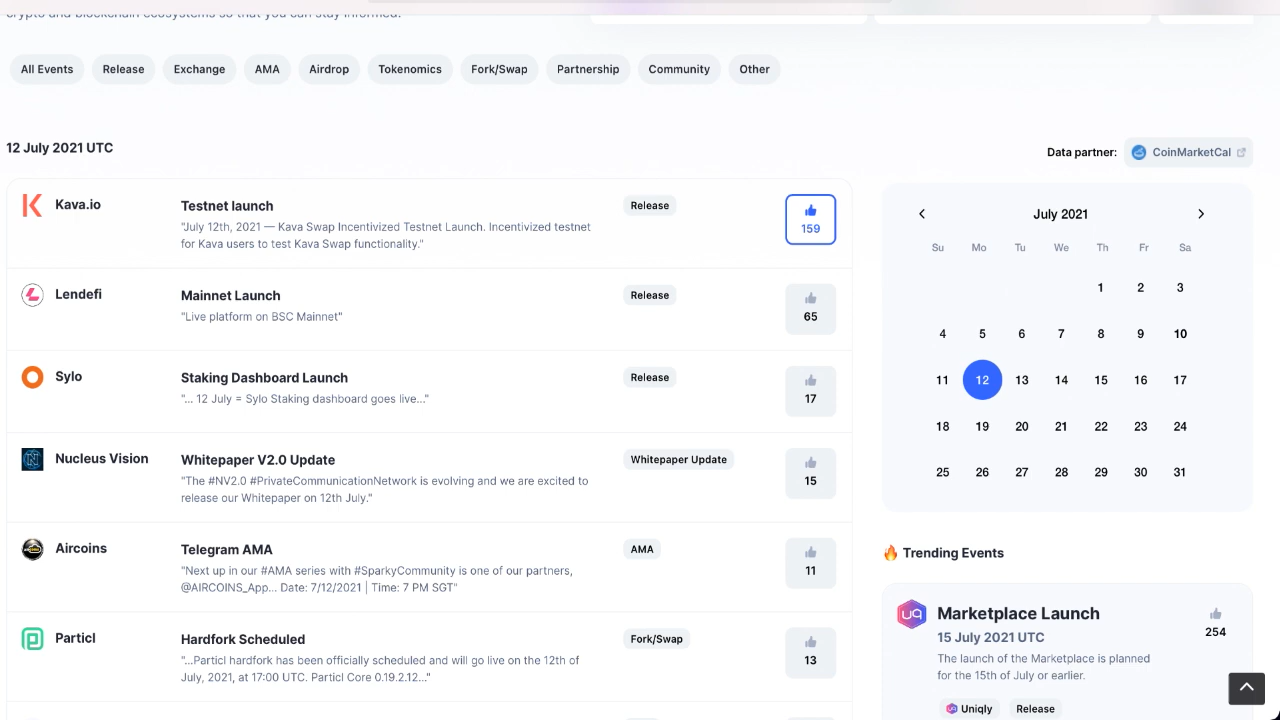 crypto and blockchain ecosystems so that you can stay informed.
All Events Release Exchange AMA Airdrop Tokenomics Fork/Swap Partnership Community Other
12 July 2021 UTC
Data partner: CoinMarketCal
Kava.io
Testnet launch
"July 12th, 2021 — Kava Swap Incentivized Testnet Launch. Incentivized testnet
for Kava users to test Kava Swap functionality."
Release
159
Lendefi
Mainnet Launch
"Live platform on BSC Mainnet"
Release
65
Sylo
Staking Dashboard Launch
"... 12 July = Sylo Staking dashboard goes live..."
Release
17
Nucleus Vision
Whitepaper V2.0 Update
"The #NV2.0 #PrivateCommunicationNetwork is evolving and we are excited to
release our Whitepaper on 12th July."
Whitepaper Update
15
Aircoins
Telegram AMA
"Next up in our #AMA series with #SparkyCommunity is one of our partners,
@AIRCOINS_App... Date: 7/12/2021 | Time: 7 PM SGT"
AMA
11
Particl
Hardfork Scheduled
"...Particl hardfork has been officially scheduled and will go live on the 12th of
July, 2021, at 17:00 UTC. Particl Core 0.19.2.12..."
Fork/Swap
13
July 2021
Su Mo Tu We Th Fr Sa
1 2 3
4 5 6 7 8 9 10
11 12 13 14 15 16 17
18 19 20 21 22 23 24
25 26 27 28 29 30 31
🔥 Trending Events
Marketplace Launch
15 July 2021 UTC
The launch of the Marketplace is planned
for the 15th of July or earlier.
254
Uniqly Release